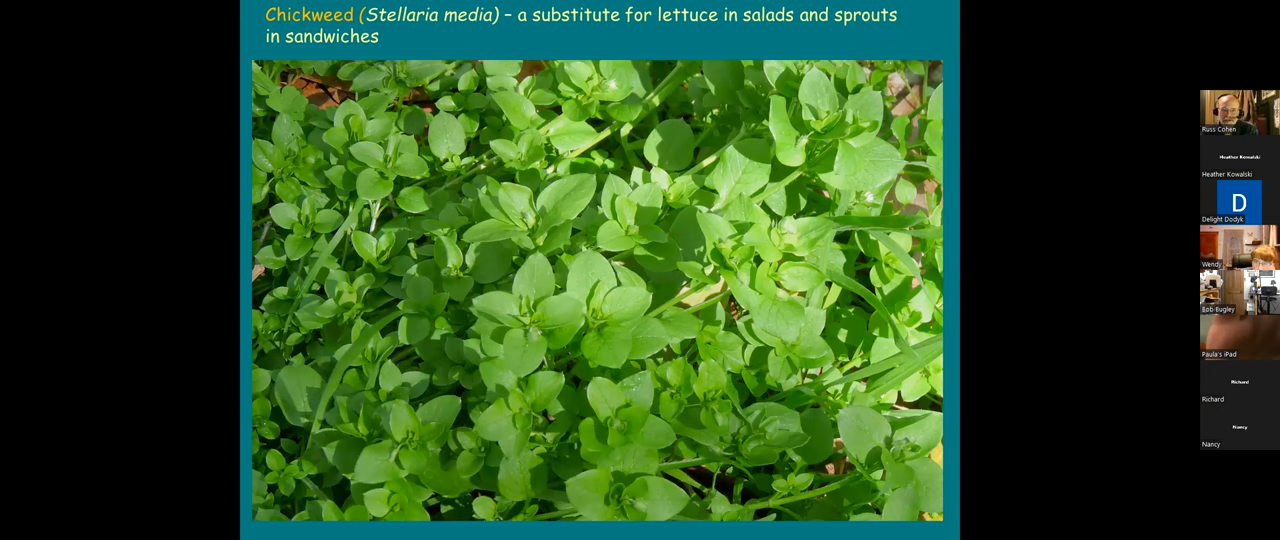 Chickweed (Stellaria media) – a substitute for lettuce in salads and sprouts
in sandwiches
Russ Cohen
Heather Kowalski
Heather Kowalski
D
Delight Dodyk
Wendy
Bob Bugley
Paula's iPad
Richard
Richard
Nancy
Nancy